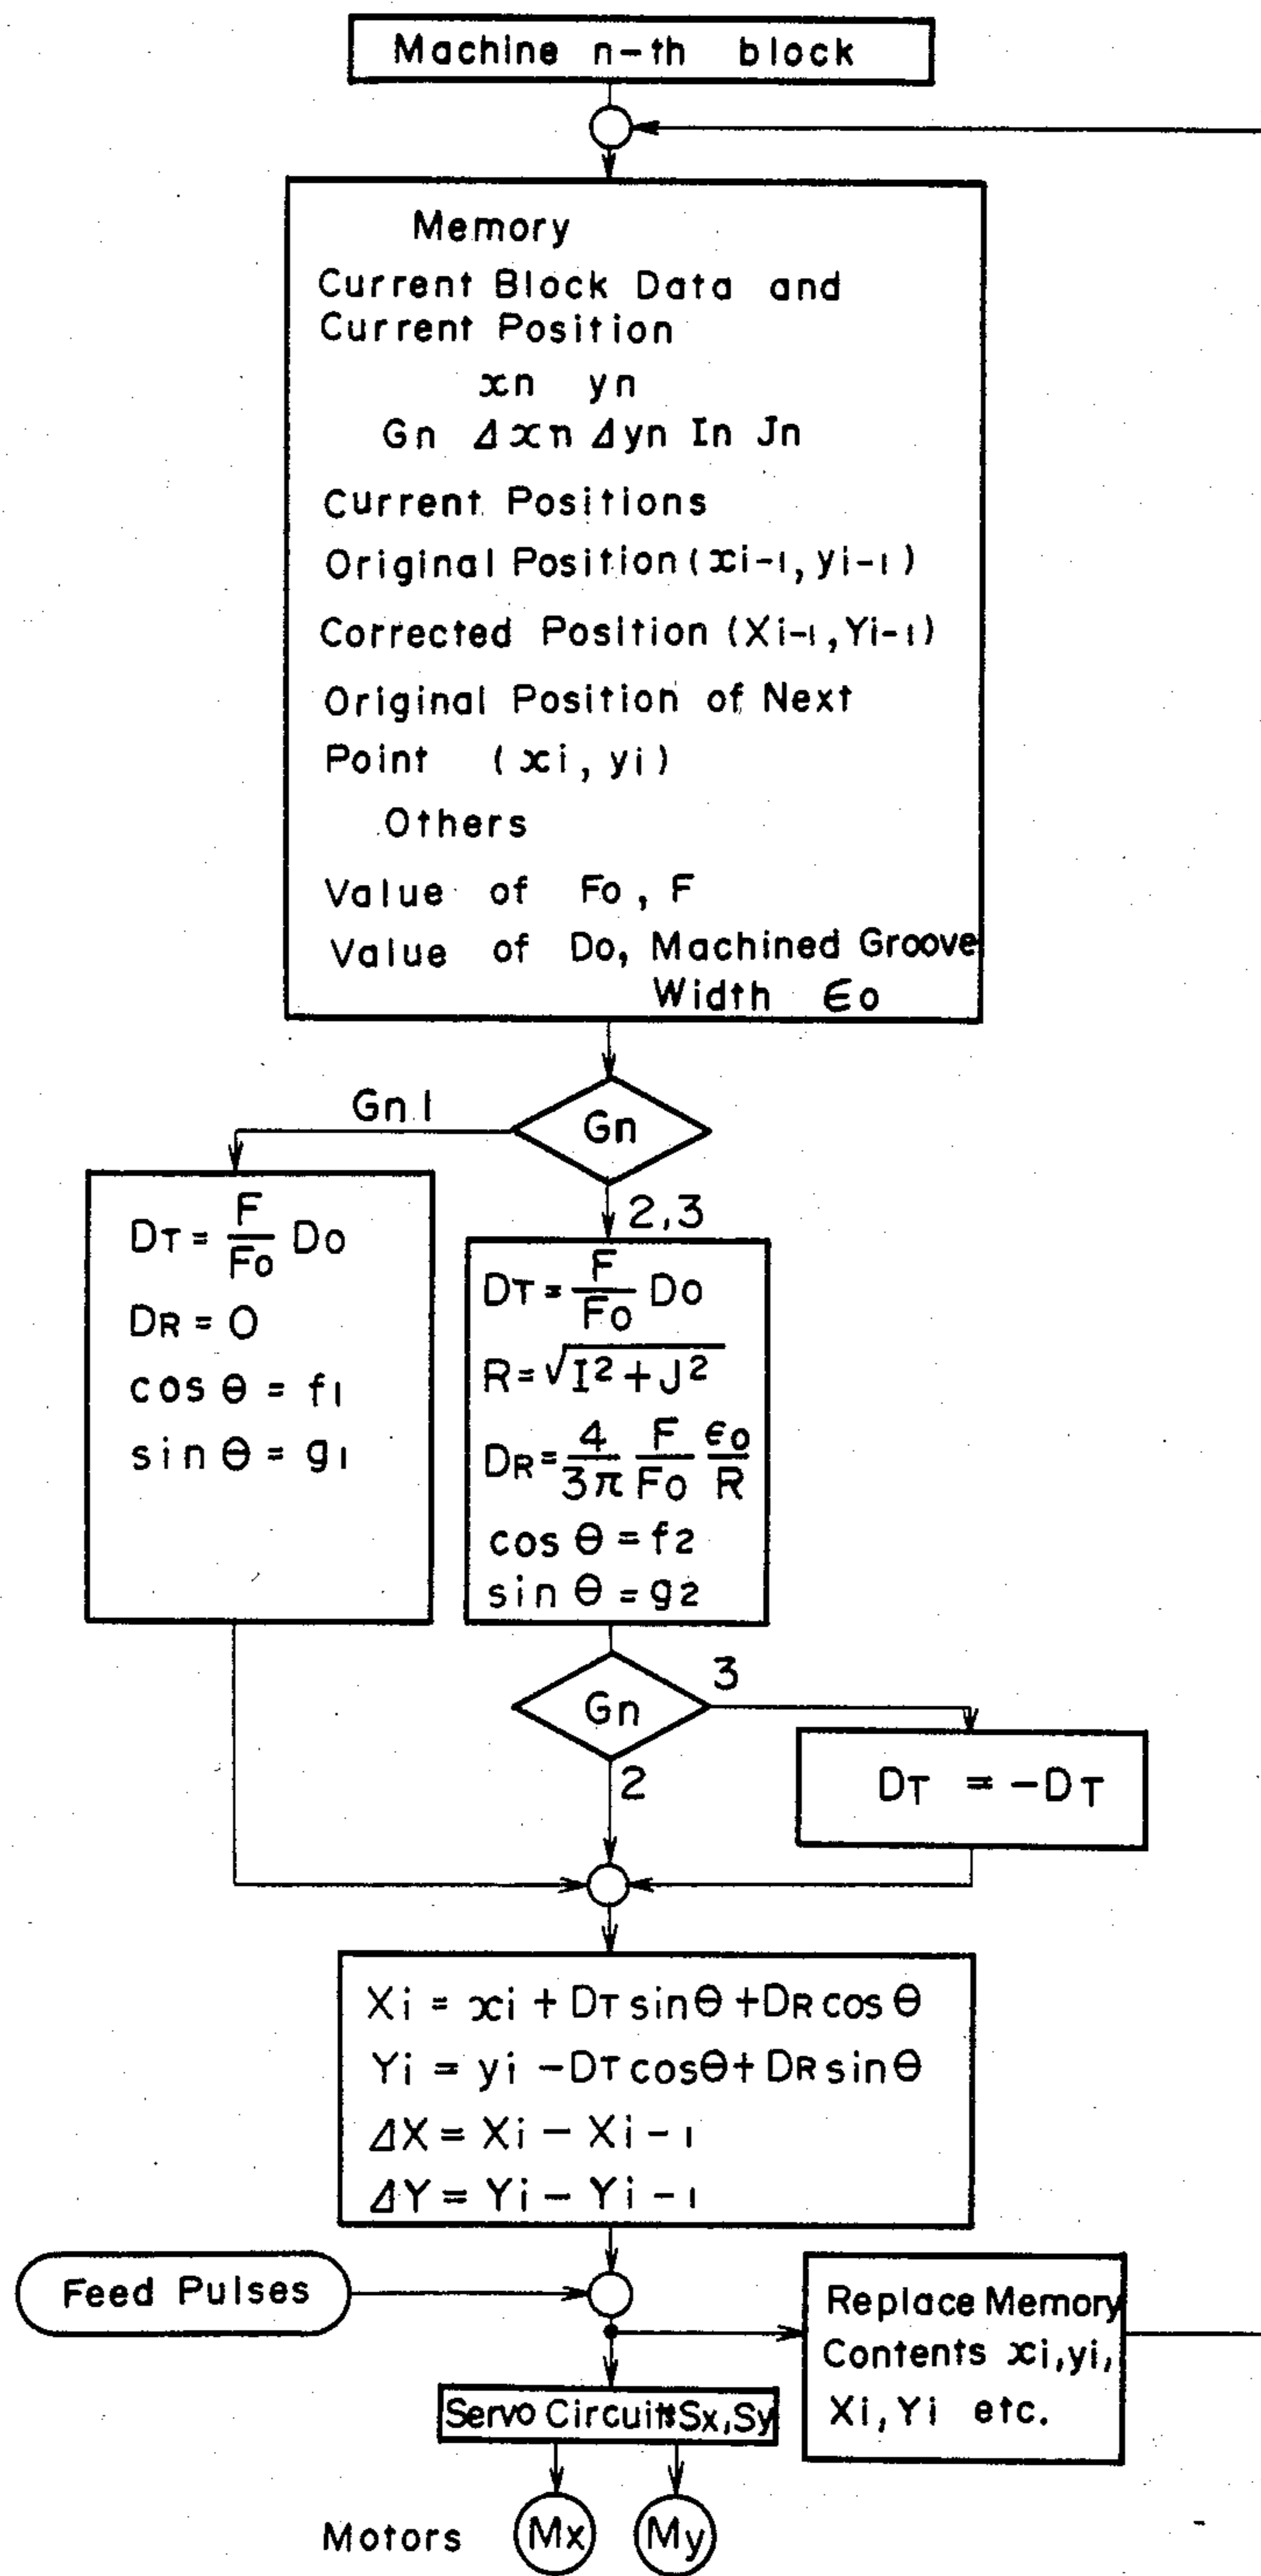 Machine n-th block
Memory
Current Block Data and
Current Position
xn yn
Gn Δxn Δyn In Jn
Current Positions
Original Position (xi-1, yi-1)
Corrected Position (Xi-1, Yi-1)
Original Position of Next
Point (xi, yi)
Others
Value of Fo, F
Value of Do, Machined Groove
Width ϵo
Gn 1
Gn
2,3
DT = F/Fo Do
DR = 0
cos θ = f1
sin θ = g1
DT = F/Fo Do
R = √I2 + J2
DR = 4/3π F/Fo ϵo/R
cos θ = f2
sin θ = g2
Gn
3
2
DT = -DT
Xi = xi + DT sinθ + DR cos θ
Yi = yi - DT cosθ + DR sinθ
ΔX = Xi - Xi-1
ΔY = Yi - Yi-1
Feed Pulses
Replace Memory
Contents xi,yi,
Xi, Yi etc.
Servo Circuits Sx, Sy
Motors Mx My